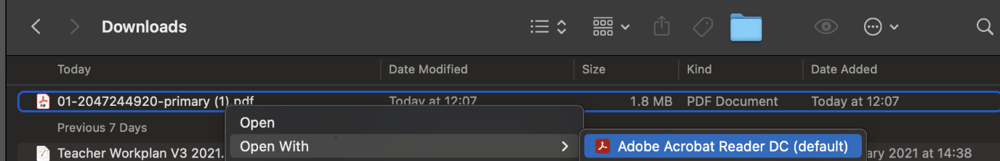 Downloads
Today Date Modified Size Kind Date Added
01-2047244920-primary (1).pdf Today at 12:07 1.8 MB PDF Document Today at 12:07
Open
Previous 7 Days
Open With Adobe Acrobat Reader DC (default)
Teacher Workplan V3 2021. 2021 at 14:38